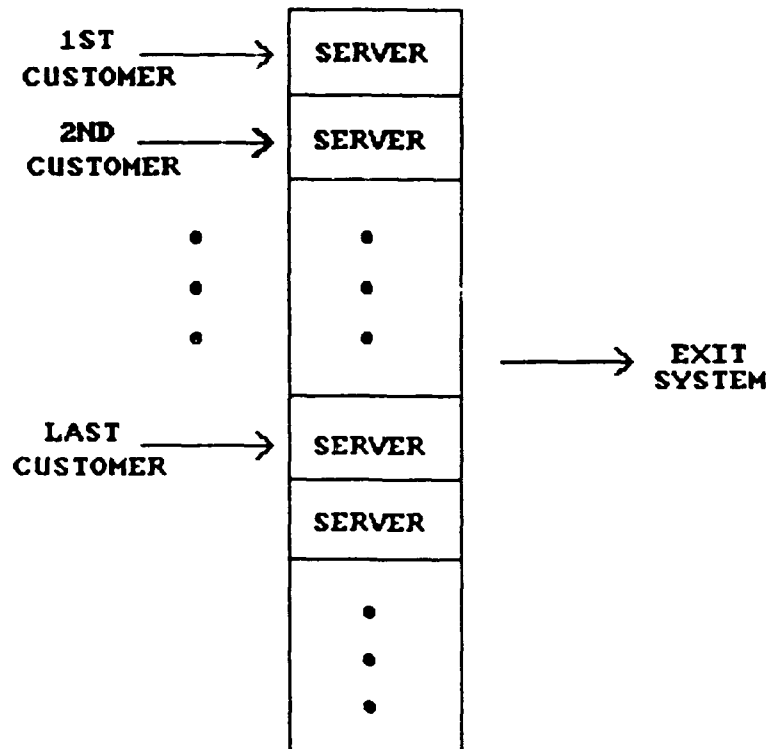 1ST
CUSTOMER
SERVER
2ND
CUSTOMER
SERVER
EXIT
SYSTEM
LAST
CUSTOMER
SERVER
SERVER